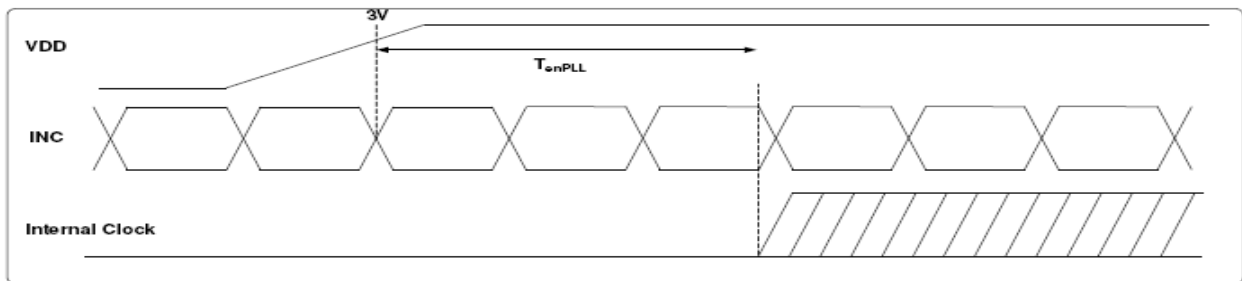 3V
VDD
TenPLL
INC
Internal Clock